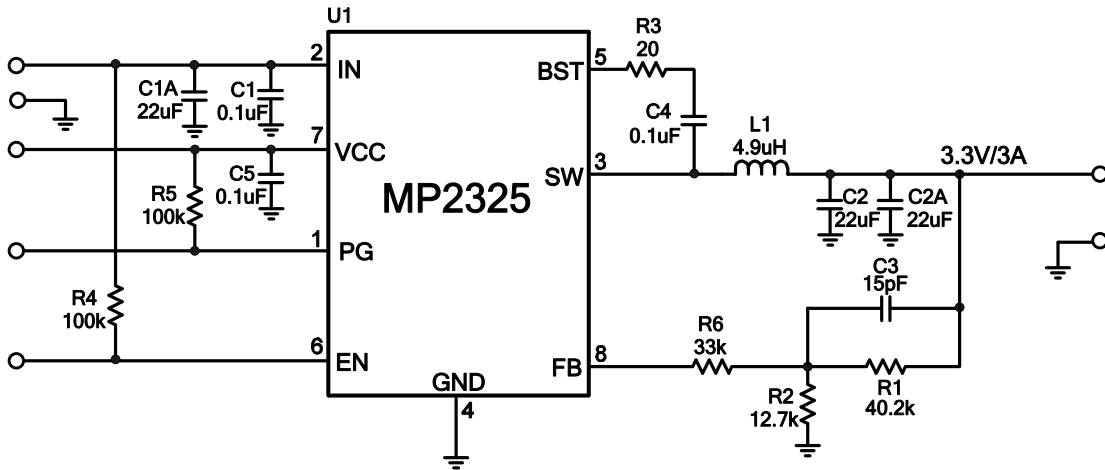 U1
R3
20
2
IN
BST
5
C1A
22uF
C1
0.1uF
C4
0.1uF
L1
4.9uH
7
VCC
3.3V/3A
SW
3
C5
0.1uF
R5
100k
MP2325
C2
22uF
C2A
22uF
1
PG
C3
15pF
R4
100k
R6
33k
6
EN
FB
8
GND
4
R1
40.2k
R2
12.7k